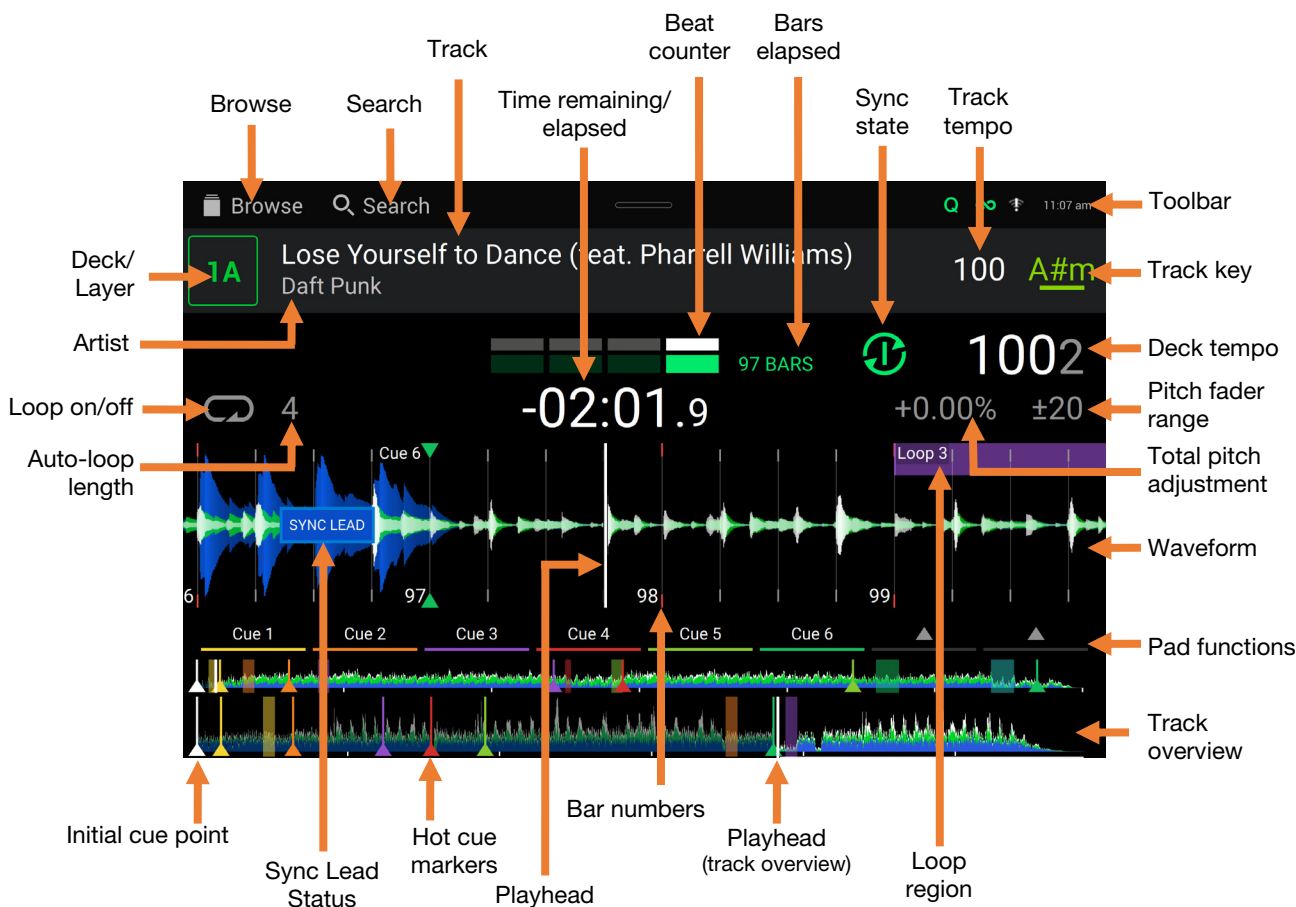 Beat
counter
Bars
elapsed
Track
Browse
Search
Time remaining/
elapsed
Sync
state
Track
tempo
Browse
Search
Q
11:07 am
Toolbar
Deck/
Layer
1A
Lose Yourself to Dance (feat. Pharrell Williams)
Daft Punk
100
A#m
Track key
Artist
97 BARS
1002
Deck tempo
Loop on/off
4
-02:01.9
+0.00%
±20
Pitch fader
range
Auto-loop
length
Cue 6
Loop 3
Total pitch
adjustment
SYNC LEAD
Waveform
6
97
98
99
Cue 1
Cue 2
Cue 3
Cue 4
Cue 5
Cue 6
Pad functions
Track
overview
Initial cue point
Sync Lead
Status
Hot cue
markers
Playhead
Bar numbers
Playhead
(track overview)
Loop
region